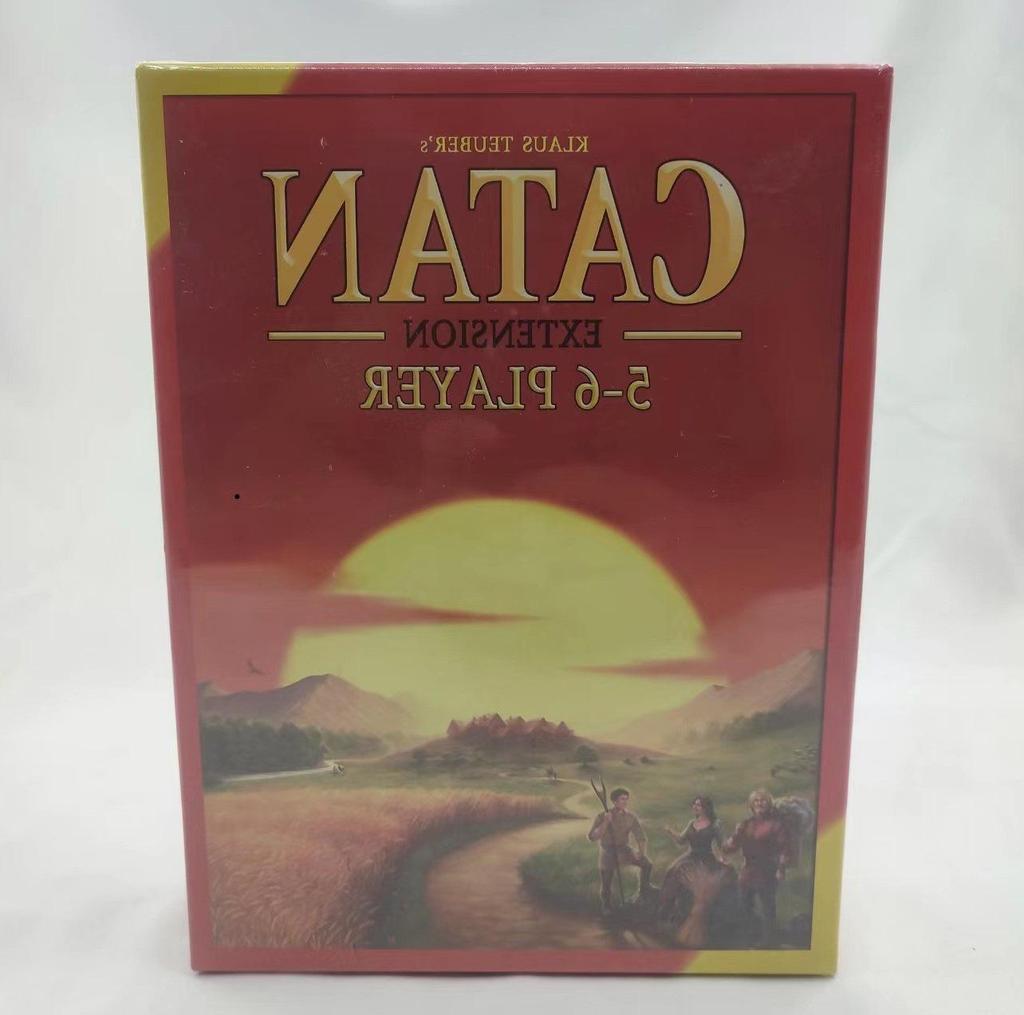 KLAUS TEUBER's
CATAN
EXTENSION
5-6 PLAYER